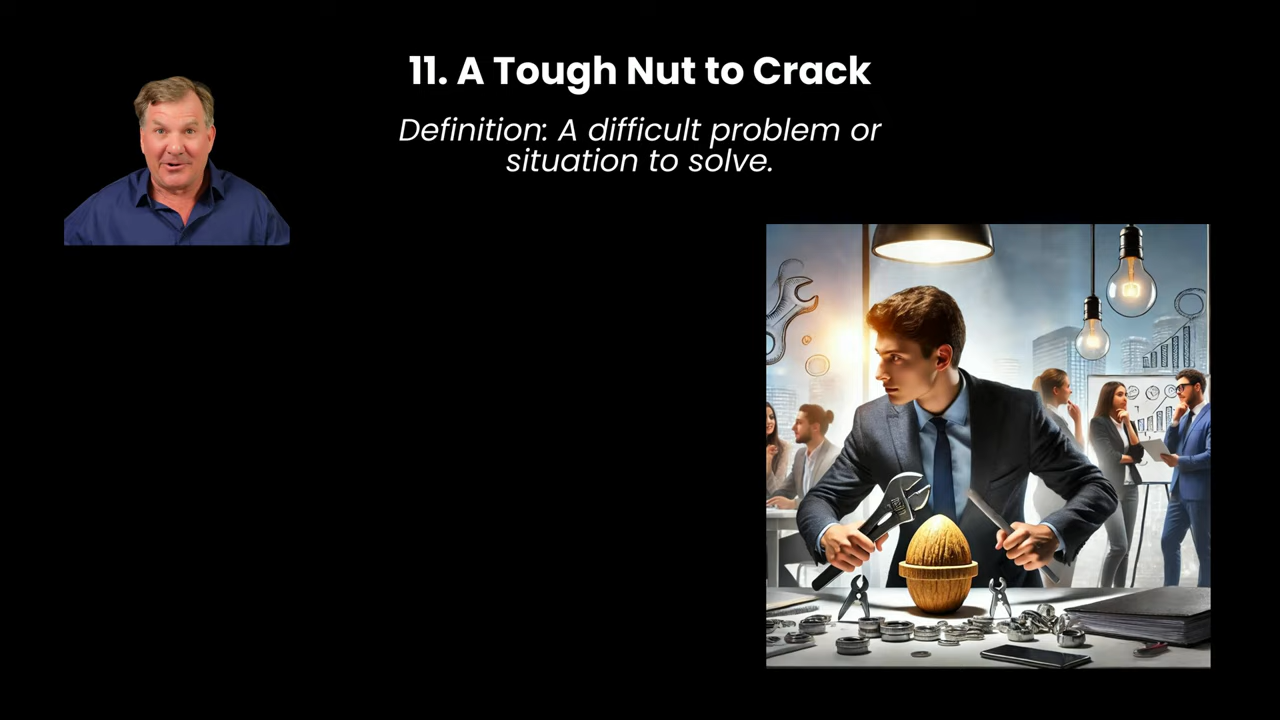 11. A Tough Nut to Crack
Definition: A difficult problem or
situation to solve.